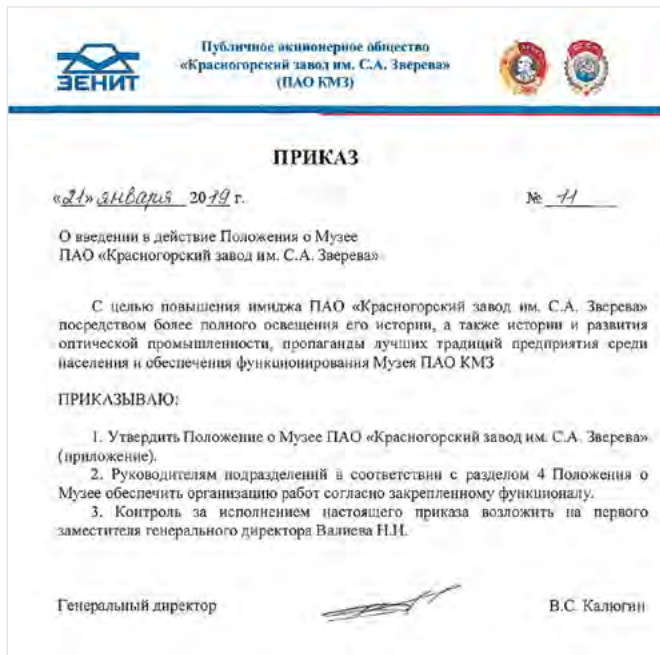 ЗЕНИТ
Публичное акционерное общество
«Красногорский завод им. С.А. Зверева»
(ПАО КМЗ)
ПРИКАЗ
«21» января 2019 г.
№ 11
О введении в действие Положения о Музее
ПАО «Красногорский завод им. С.А. Зверева»
С целью повышения имиджа ПАО «Красногорский завод им. С.А. Зверева»
посредством более полного освещения его истории, а также истории и развития
оптической промышленности, пропаганды лучших традиций предприятия среди
населения и обеспечения функционирования Музея ПАО КМЗ
ПРИКАЗЫВАЮ:
1. Утвердить Положение о Музее ПАО «Красногорский завод им. С.А. Зверева»
(приложение).
2. Руководителям подразделений в соответствии с разделом 4 Положения о
Музее обеспечить организацию работ согласно закрепленному функционалу.
3. Контроль за исполнением настоящего приказа возложить на первого
заместителя генерального директора Валиева Н.И.
Генеральный директор
В.С. Калюгин